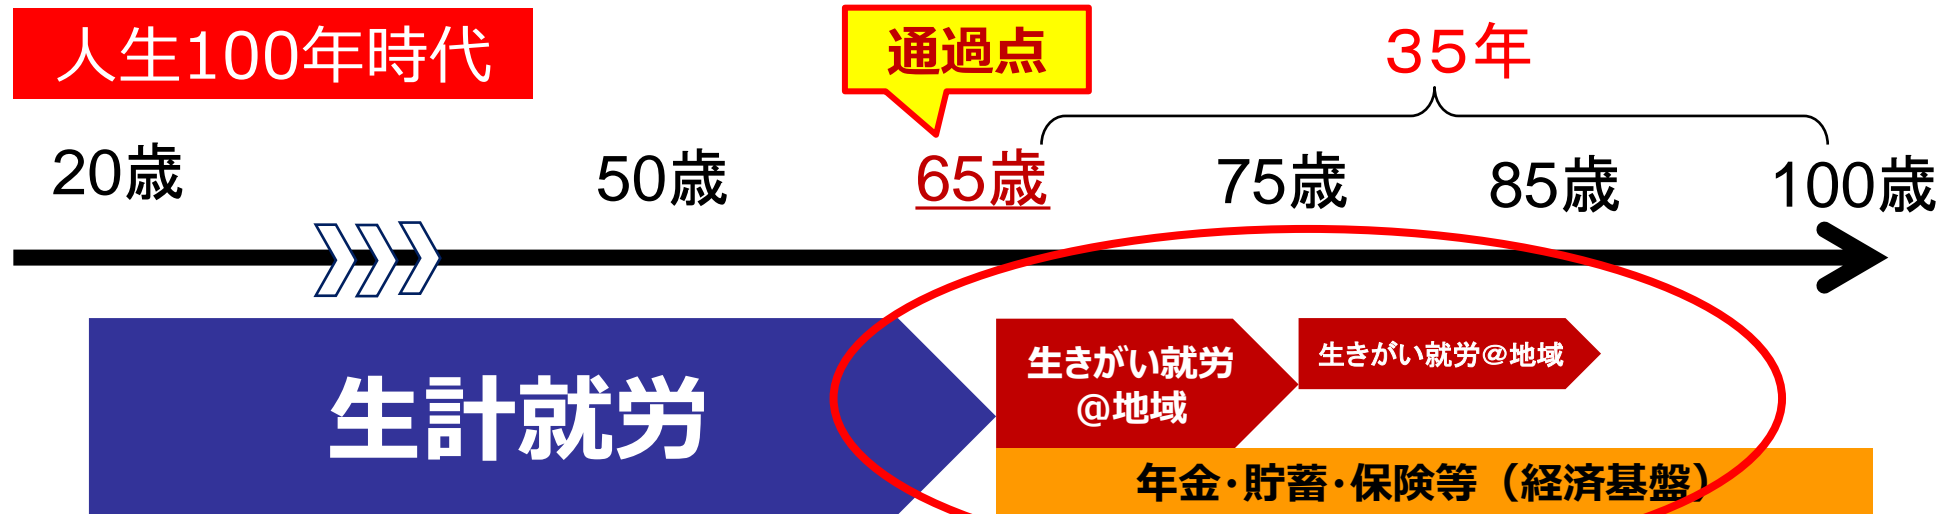 人生100年時代
通過点
35年
20歳
50歳
65歳
75歳
85歳
100歳
生計就労
生きがい就労
@地域
生きがい就労@地域
年金・貯蓄・保険等（経済基盤）